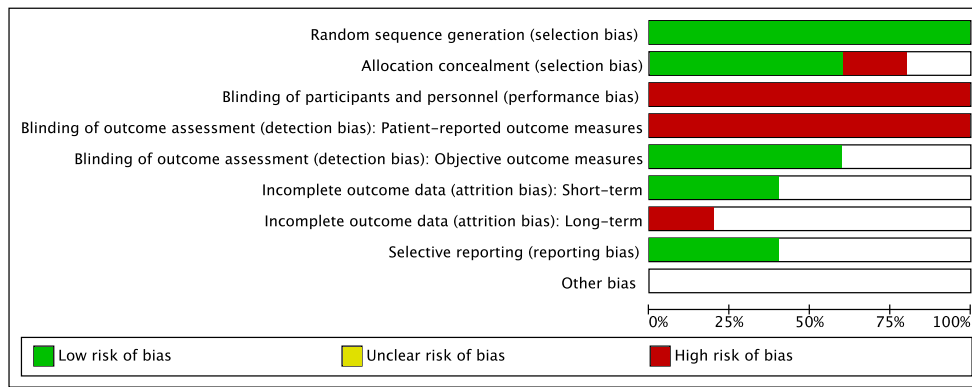 Random sequence generation (selection bias)
Allocation concealment (selection bias)
Blinding of participants and personnel (performance bias)
Blinding of outcome assessment (detection bias): Patient-reported outcome measures
Blinding of outcome assessment (detection bias): Objective outcome measures
Incomplete outcome data (attrition bias): Short-term
Incomplete outcome data (attrition bias): Long-term
Selective reporting (reporting bias)
Other bias
0% 25% 50% 75% 100%
Low risk of bias Unclear risk of bias High risk of bias